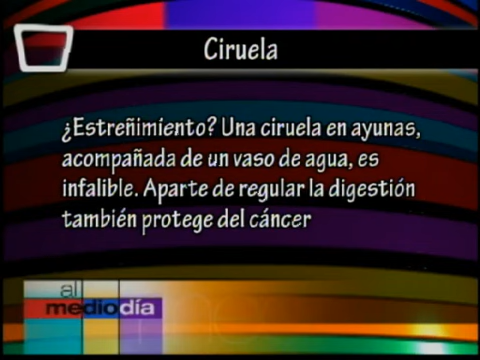 Ciruela
¿Estreñimiento? Una ciruela en ayunas,
acompañada de un vaso de agua, es
infalible. Aparte de regular la digestión
también protege del cáncer
al
mediodía